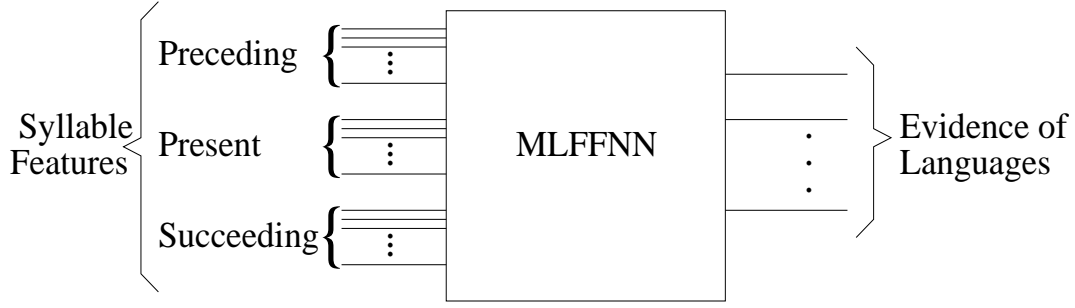 Preceding
Syllable
Features
Present
Succeeding
MLFFNN
Evidence of
Languages